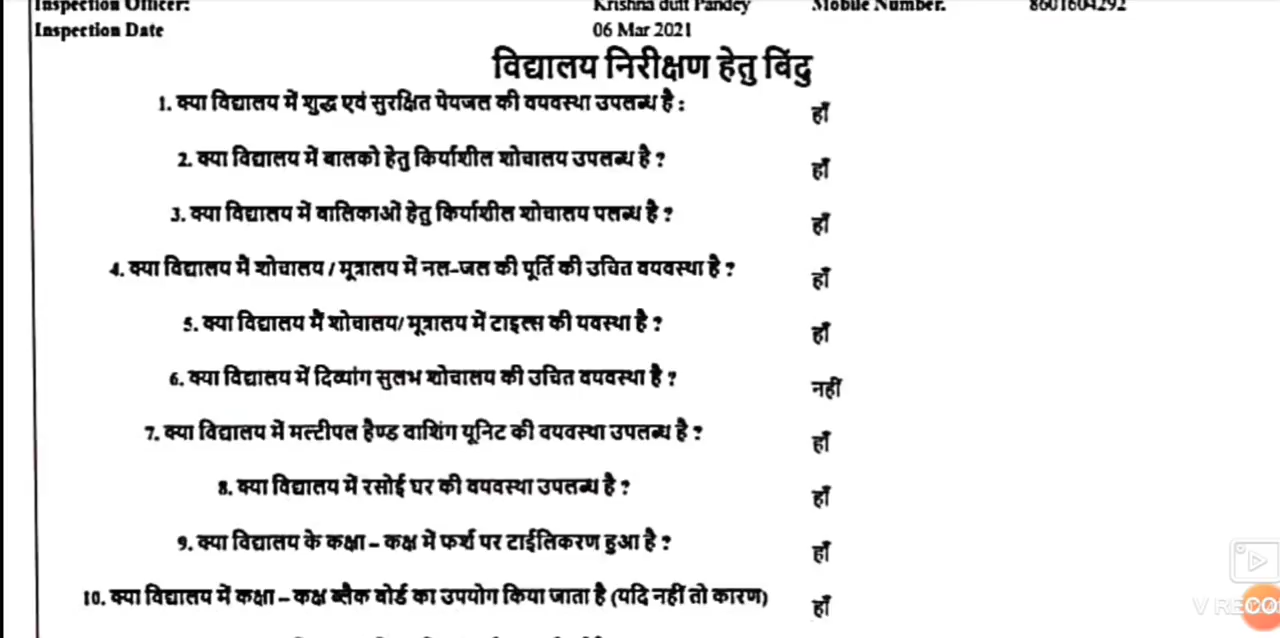 Inspection Officer: Krishna dutt Pandey Mobile Number. 8601604292
Inspection Date 06 Mar 2021
विद्यालय निरीक्षण हेतु बिंदु
1. क्या विद्यालय में शुद्ध एवं सुरक्षित पेयजल की वयवस्था उपलब्ध है : हाँ
2. क्या विद्यालय में बालको हेतु किर्याशील शोचालय उपलब्ध है ? हाँ
3. क्या विद्यालय में बालिकाओं हेतु किर्याशील शोचालय पलब्ध है ? हाँ
4. क्या विद्यालय मैं शोचालय / मूत्रालय में नल-जल की पूर्ति की उचित वयवस्था है ? हाँ
5. क्या विद्यालय मैं शोचालय/ मूत्रालय में टाइल्स की यवस्था है ? हाँ
6. क्या विद्यालय में दिव्यांग सुलभ शोचालय की उचित वयवस्था है ? नहीं
7. क्या विद्यालय में मल्टीपल हैण्ड वाशिंग यूनिट की वयवस्था उपलब्ध है ? हाँ
8. क्या विद्यालय में रसोई घर की वयवस्था उपलब्ध है ? हाँ
9. क्या विद्यालय के कक्षा – कक्ष में फर्श पर टाईलिकरण हुआ है ? हाँ
10. क्या विद्यालय में कक्षा – कक्ष ब्लैक बोर्ड का उपयोग किया जाता है (यदि नहीं तो कारण) हाँ